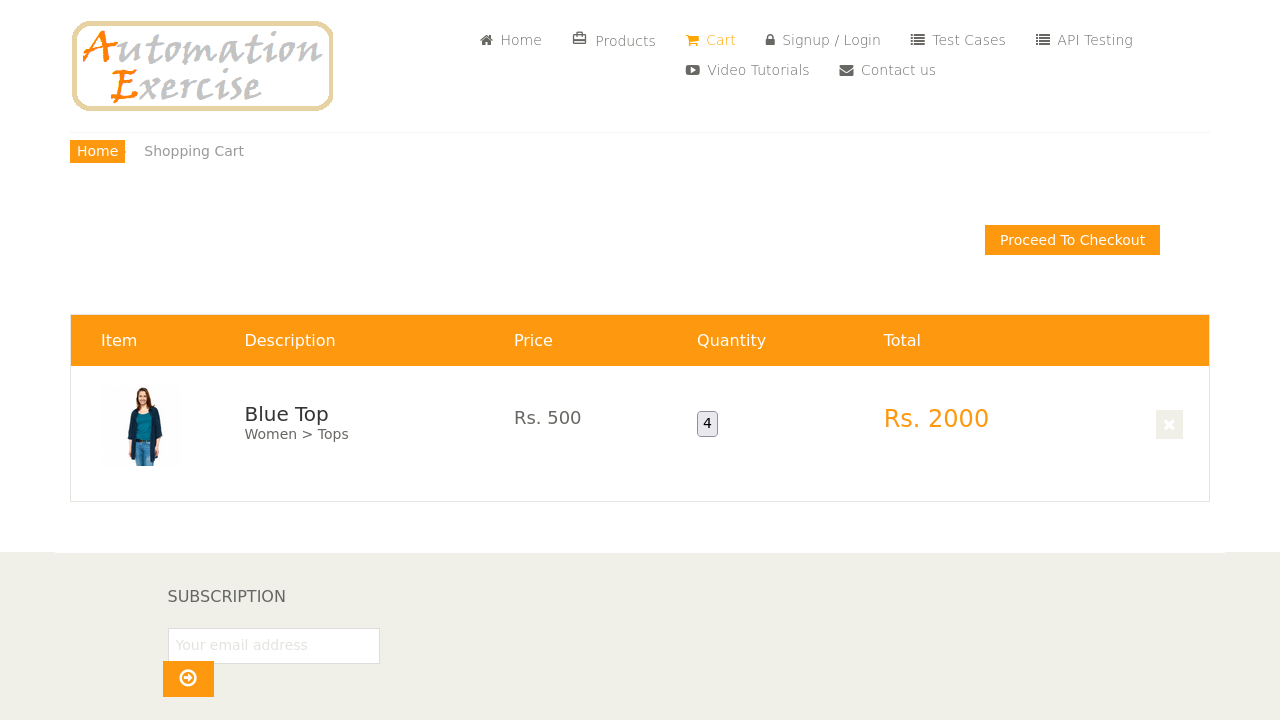 Automation
Exercise
Home Products Cart Signup / Login Test Cases API Testing
Video Tutorials Contact us
Home Shopping Cart
Proceed To Checkout
Item Description Price Quantity Total
Blue Top
Women > Tops
Rs. 500
4
Rs. 2000
SUBSCRIPTION
Your email address